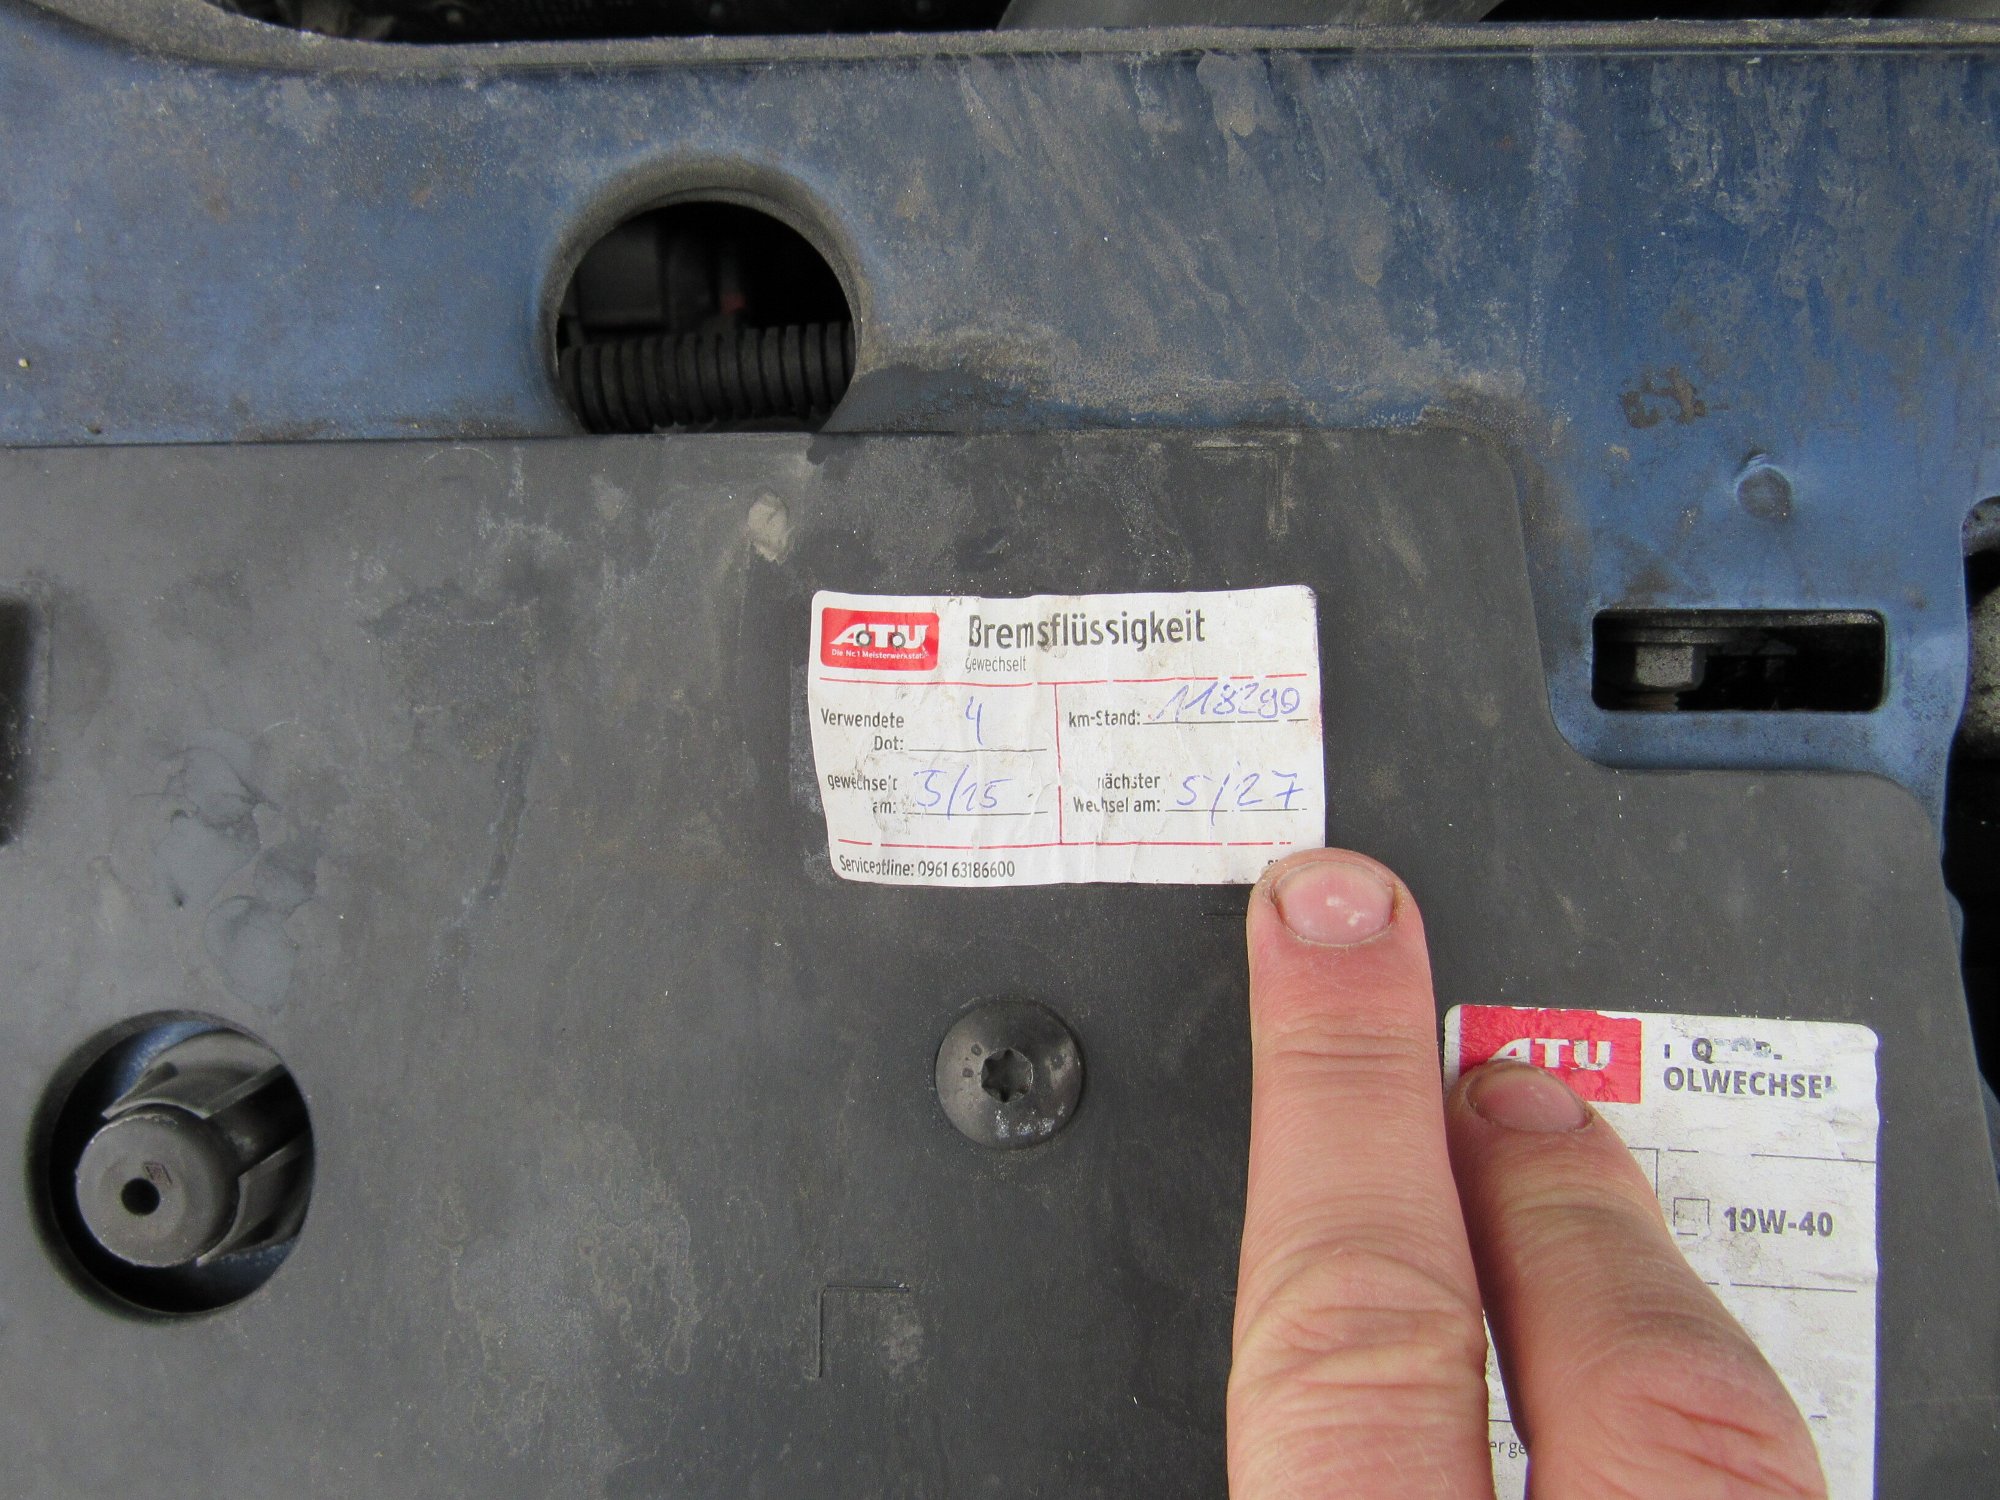 ATU
Die Nr.1 Meisterwerkstatt
Bremsflüssigkeit
gewechselt
Verwendete
Dot: 4
km-Stand: 118290
gewechselt
am: 5/15
nächster
Wechsel am: 5/27
Servicehotline: 0961 63186600
ATU
ÖLWECHSEL
10W-40